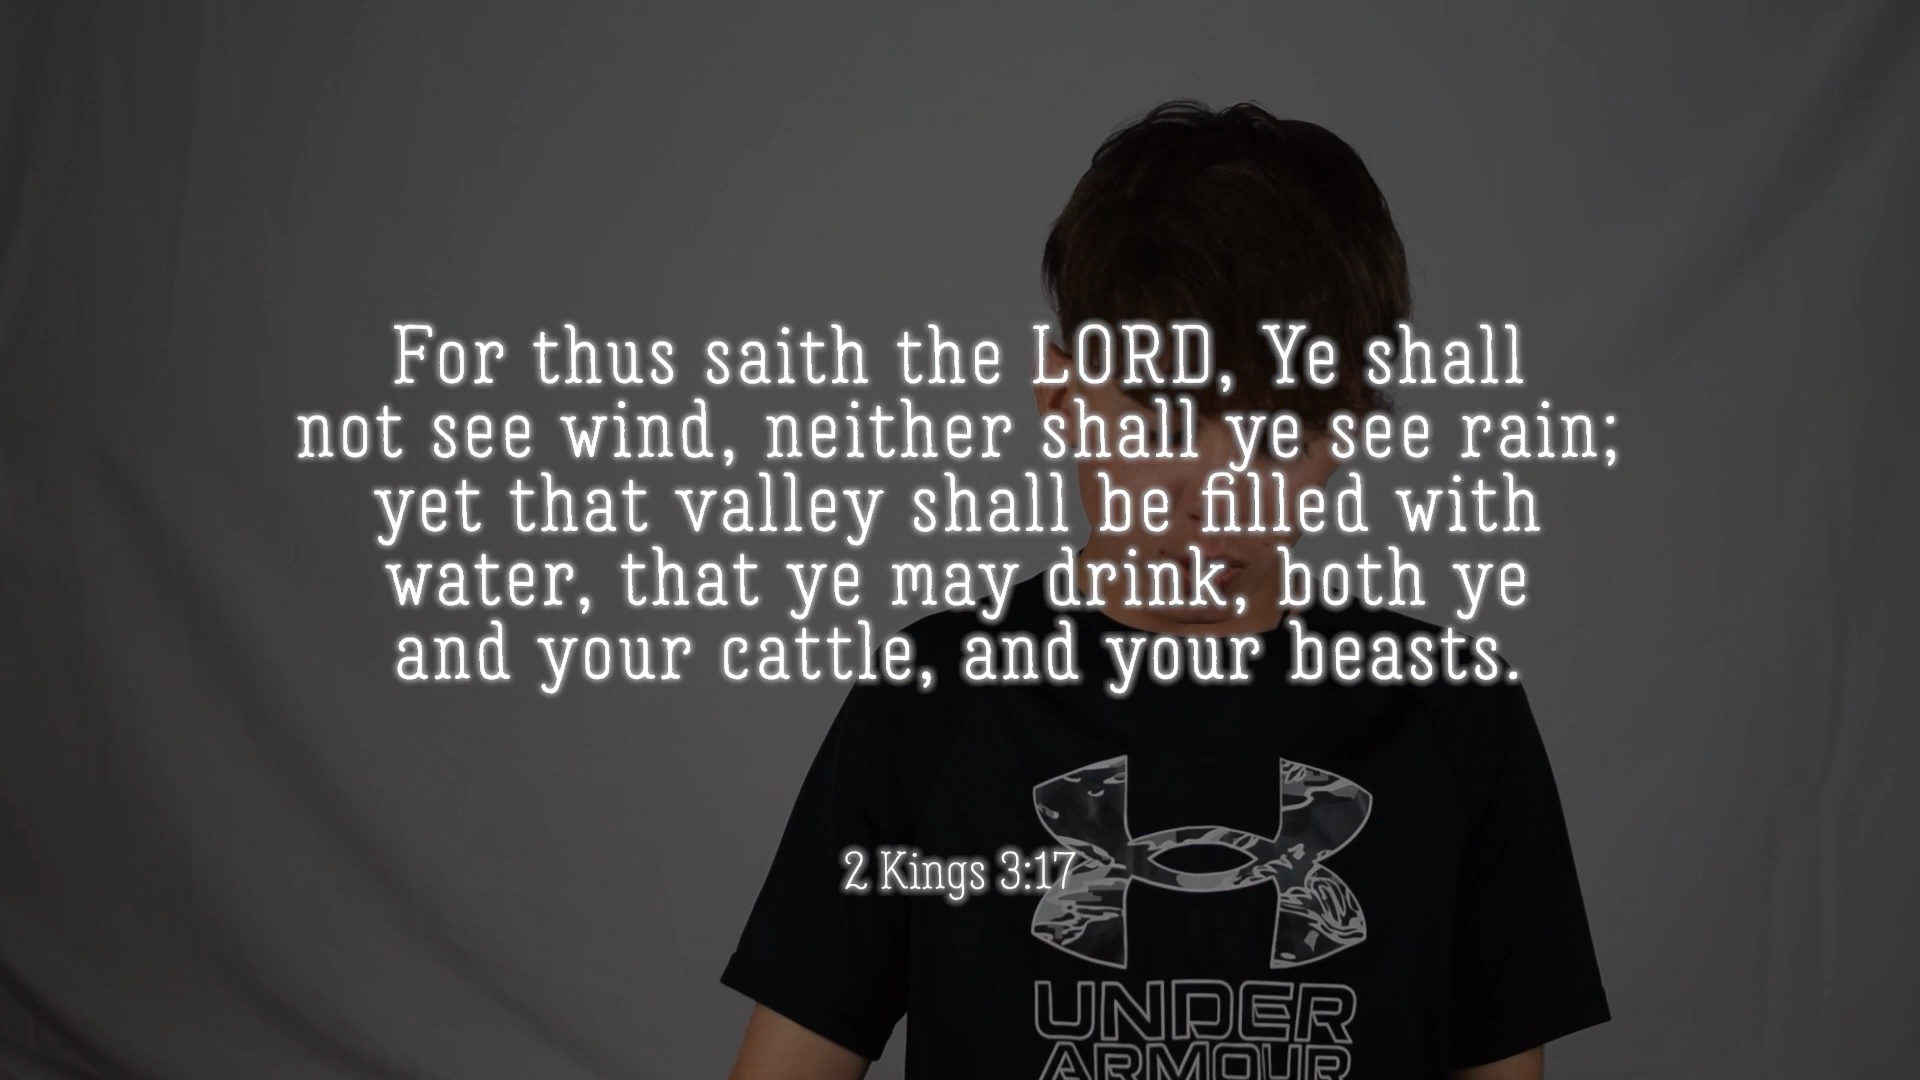 For thus saith the LORD, Ye shall
not see wind, neither shall ye see rain;
yet that valley shall be filled with
water, that ye may drink, both ye
and your cattle, and your beasts.
2 Kings 3:17
UNDER
ARMOUR